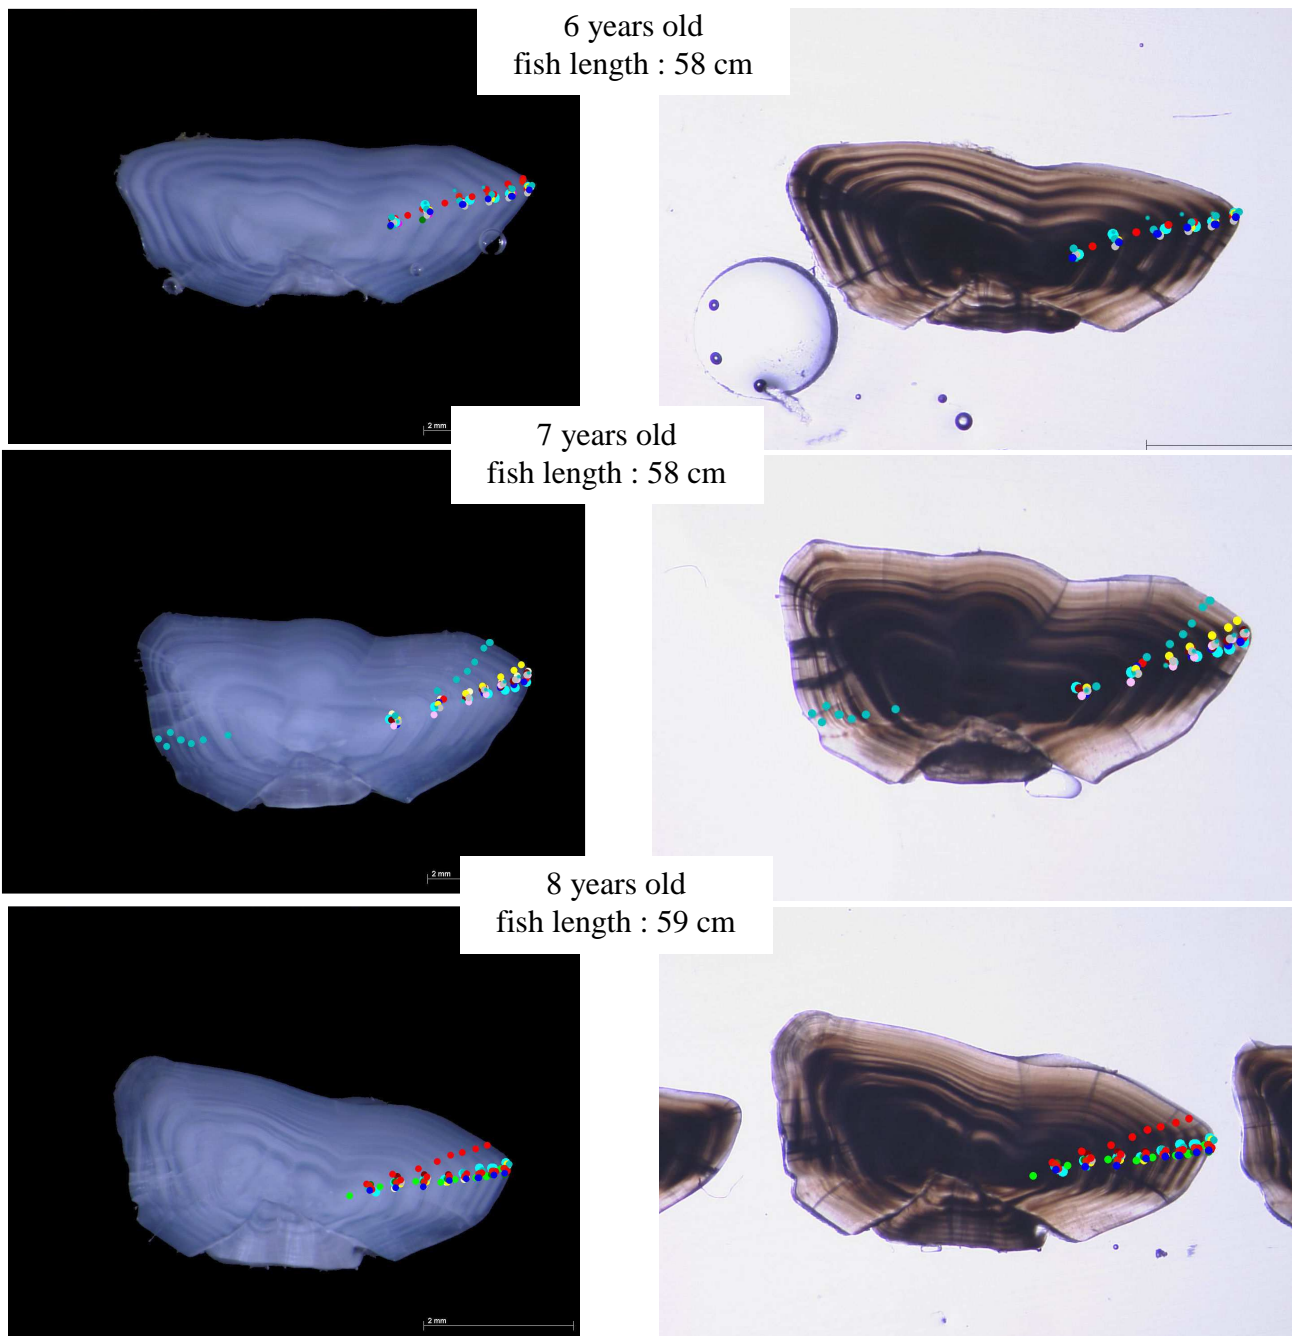 6 years old
fish length : 58 cm
2 mm
7 years old
fish length : 58 cm
2 mm
8 years old
fish length : 59 cm
2 mm